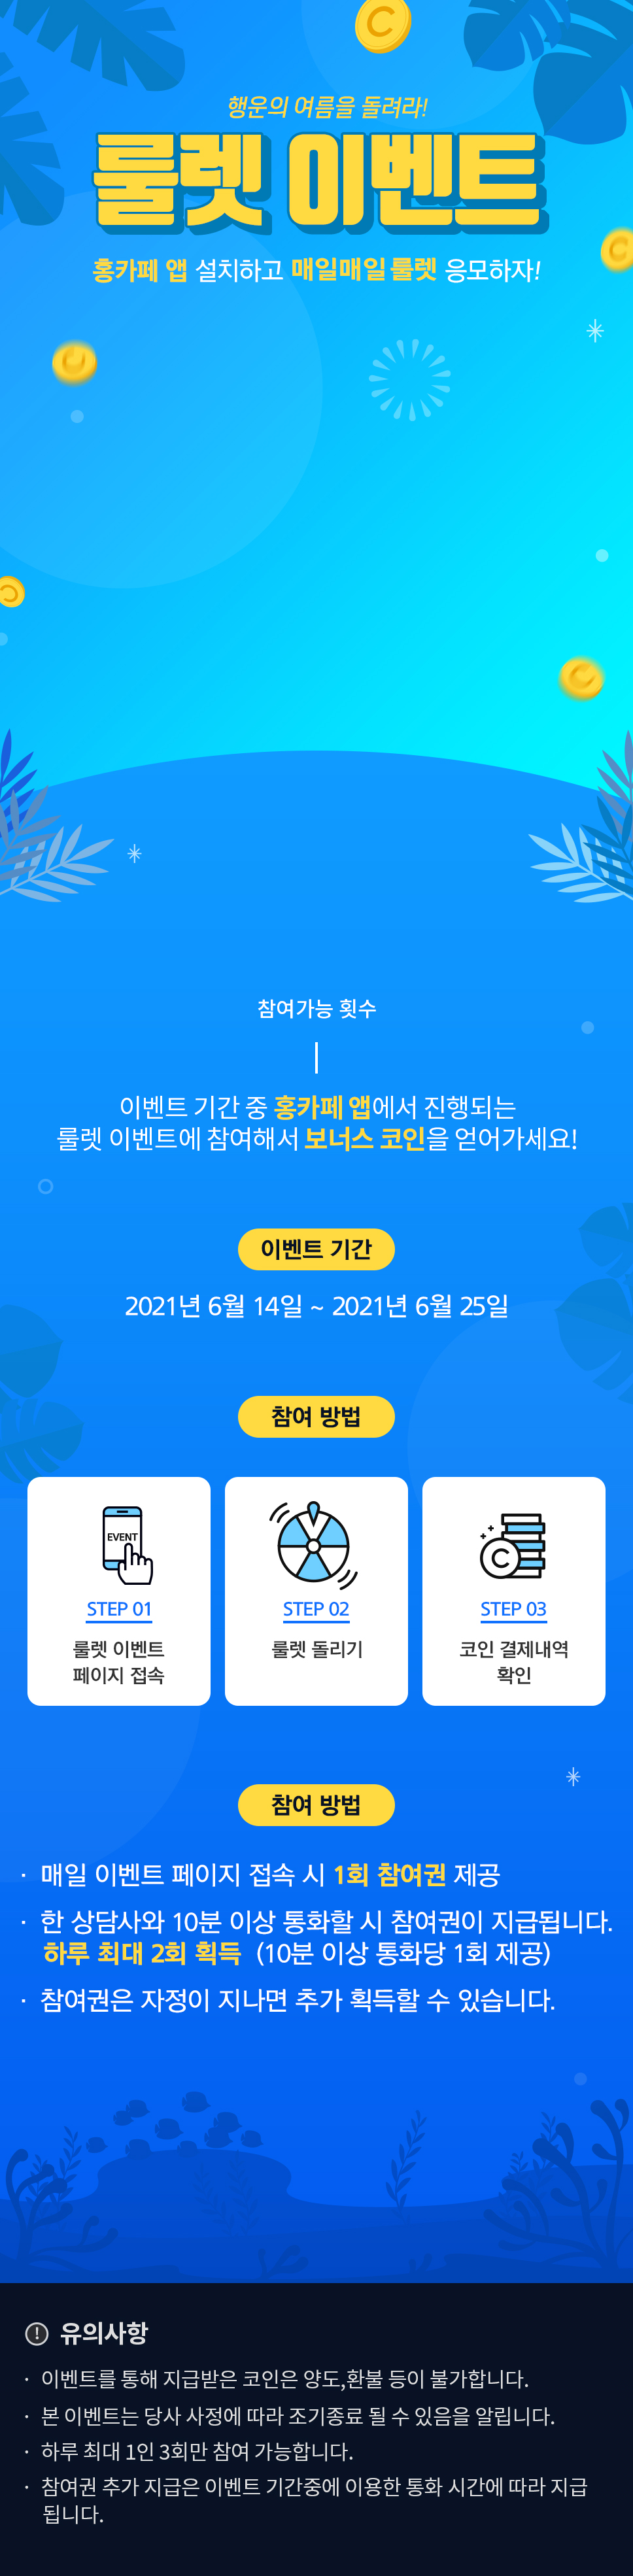 행운의 여름을 돌려라!
룰렛 이벤트
홍카페 앱 설치하고 매일매일 룰렛 응모하자!
참여가능 횟수
이벤트 기간 중 홍카페 앱에서 진행되는
룰렛 이벤트에 참여해서 보너스 코인을 얻어가세요!
이벤트 기간
2021년 6월 14일 ~ 2021년 6월 25일
참여 방법
EVENT
STEP 01
룰렛 이벤트
페이지 접속
STEP 02
룰렛 돌리기
C
STEP 03
코인 결제내역
확인
참여 방법
· 매일 이벤트 페이지 접속 시 1회 참여권 제공
· 한 상담사와 10분 이상 통화할 시 참여권이 지급됩니다.
하루 최대 2회 획득 (10분 이상 통화당 1회 제공)
· 참여권은 자정이 지나면 추가 획득할 수 있습니다.
유의사항
· 이벤트를 통해 지급받은 코인은 양도,환불 등이 불가합니다.
· 본 이벤트는 당사 사정에 따라 조기종료 될 수 있음을 알립니다.
· 하루 최대 1인 3회만 참여 가능합니다.
· 참여권 추가 지급은 이벤트 기간중에 이용한 통화 시간에 따라 지급
됩니다.